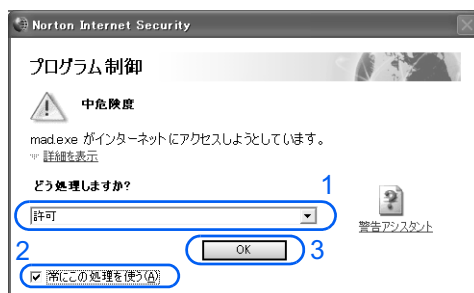 Norton Internet Security
プログラム制御
中危険度
mad.exe がインターネットにアクセスしようとしています。
詳細を表示
どう処理しますか?
1
許可
警告アシスタント
OK
3
2
常にこの処理を使う(A)